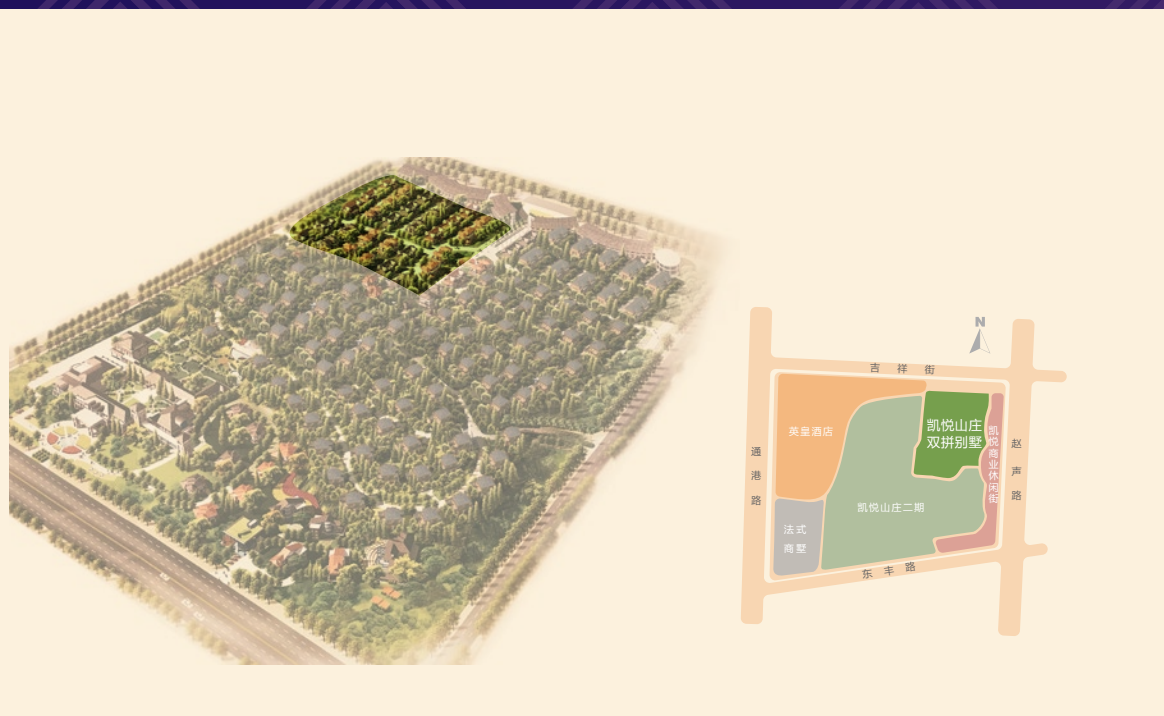 N
吉祥街
英皇酒店
凯悦山庄
双拼别墅
凯悦商业休闲街
通港路
赵声路
凯悦山庄二期
法式
商墅
东丰路